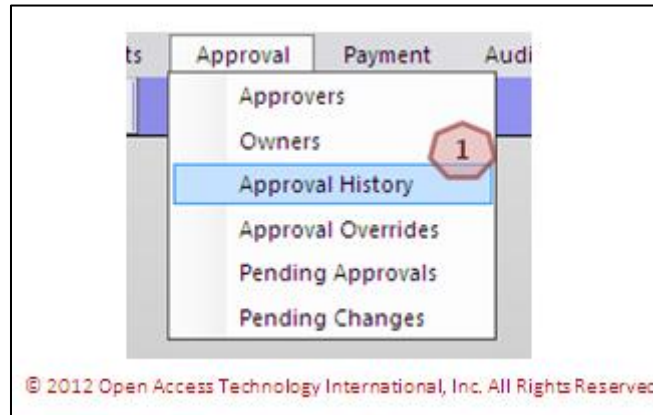 ts Approval Payment Audi
Approvers
Owners
1
Approval History
Approval Overrides
Pending Approvals
Pending Changes
© 2012 Open Access Technology International, Inc. All Rights Reserved